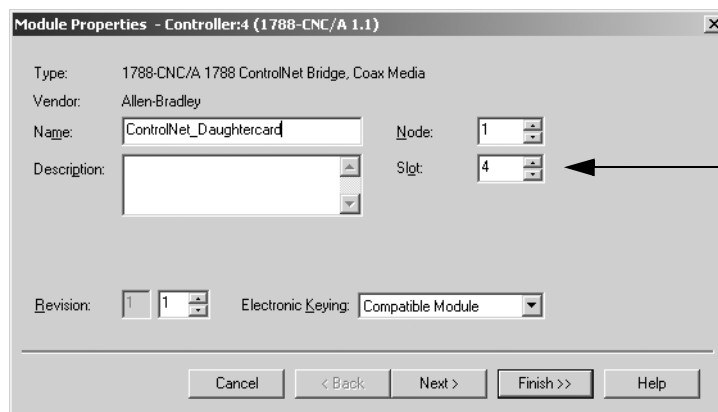 Module Properties - Controller:4 (1788-CNC/A 1.1)
Type: 1788-CNC/A 1788 ControlNet Bridge, Coax Media
Vendor: Allen-Bradley
Name: ControlNet_Daughtercard Node: 1
Description: Slot: 4
Revision: 1 1 Electronic Keying: Compatible Module
Cancel < Back Next > Finish >> Help